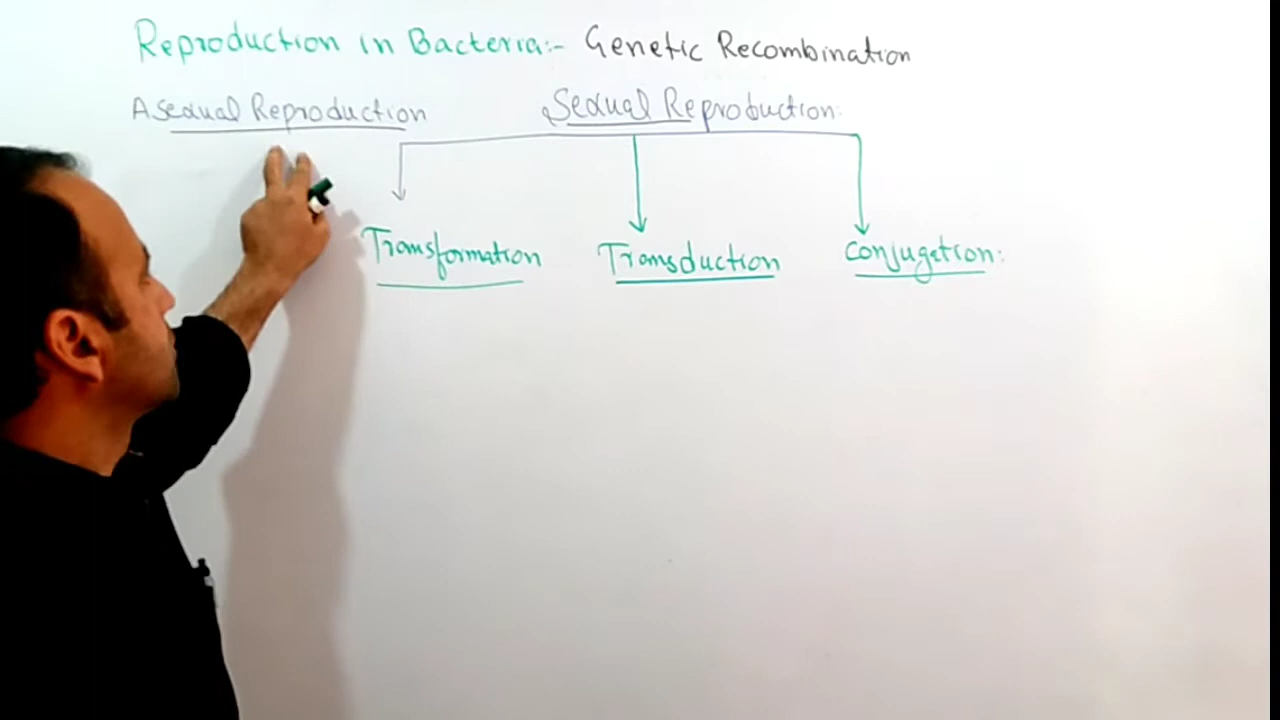 Reproduction in Bacteria:- Genetic Recombination
Asexual Reproduction Sexual Reproduction:
Transformation Transduction Conjugation: